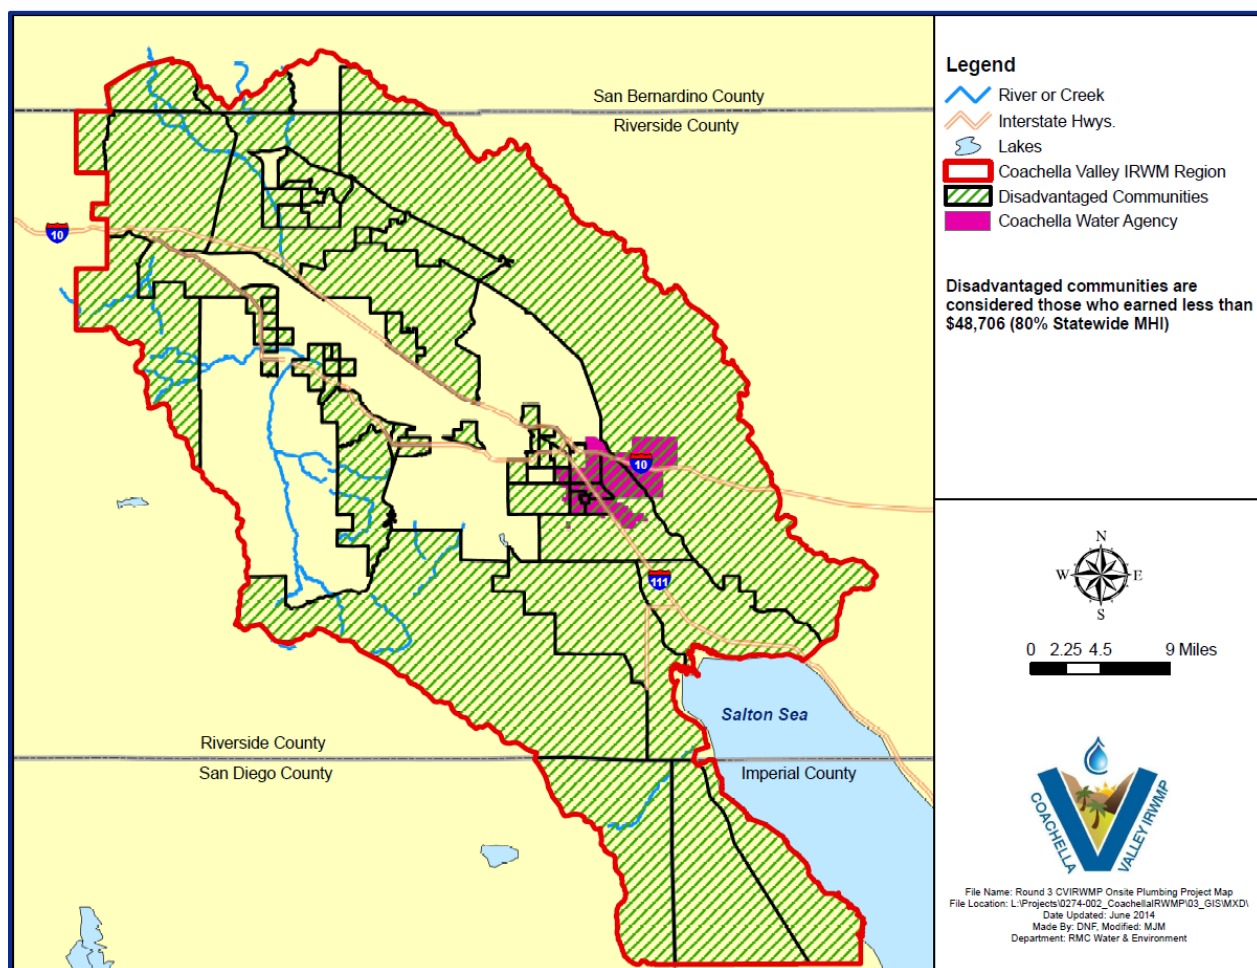 San Bernardino County
Riverside County
10
10
111
Salton Sea
Riverside County
San Diego County
Imperial County
Legend
River or Creek
Interstate Hwys.
Lakes
Coachella Valley IRWM Region
Disadvantaged Communities
Coachella Water Agency
Disadvantaged communities are
considered those who earned less than
$48,706 (80% Statewide MHI)
N
W E
S
0 2.25 4.5 9 Miles
COACHELLA
VALLEY IRWMP
File Name: Round 3 CVIRWMP Onsite Plumbing Project Map
File Location: L:\Projects\0274-002_CoachellaIRWMP\03_GIS\MXD\
Date Updated: June 2014
Made By: DNF, Modified: MJM
Department: RMC Water & Environment